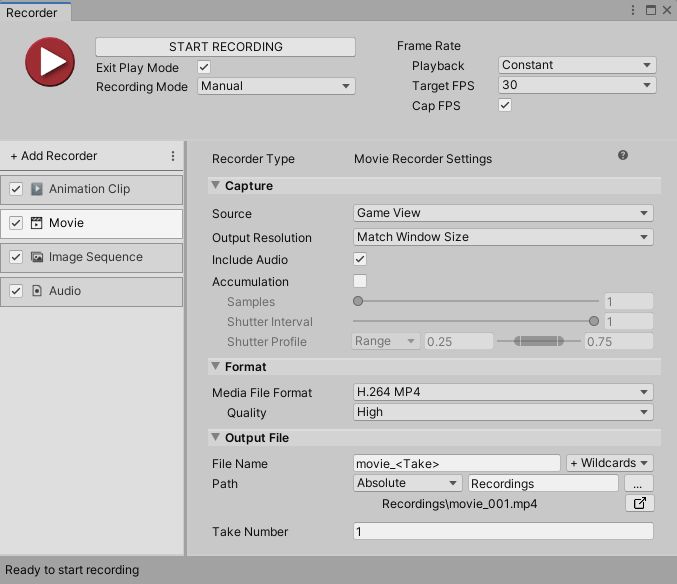 Recorder
START RECORDING
Exit Play Mode
Recording Mode Manual
Frame Rate
Playback Constant
Target FPS 30
Cap FPS
+ Add Recorder
Animation Clip
Movie
Image Sequence
Audio
Recorder Type Movie Recorder Settings
Capture
Source Game View
Output Resolution Match Window Size
Include Audio
Accumulation
Samples 1
Shutter Interval 1
Shutter Profile Range 0.25 0.75
Format
Media File Format H.264 MP4
Quality High
Output File
File Name movie_<Take> + Wildcards
Path Absolute Recordings ...
Recordings\movie_001.mp4
Take Number 1
Ready to start recording